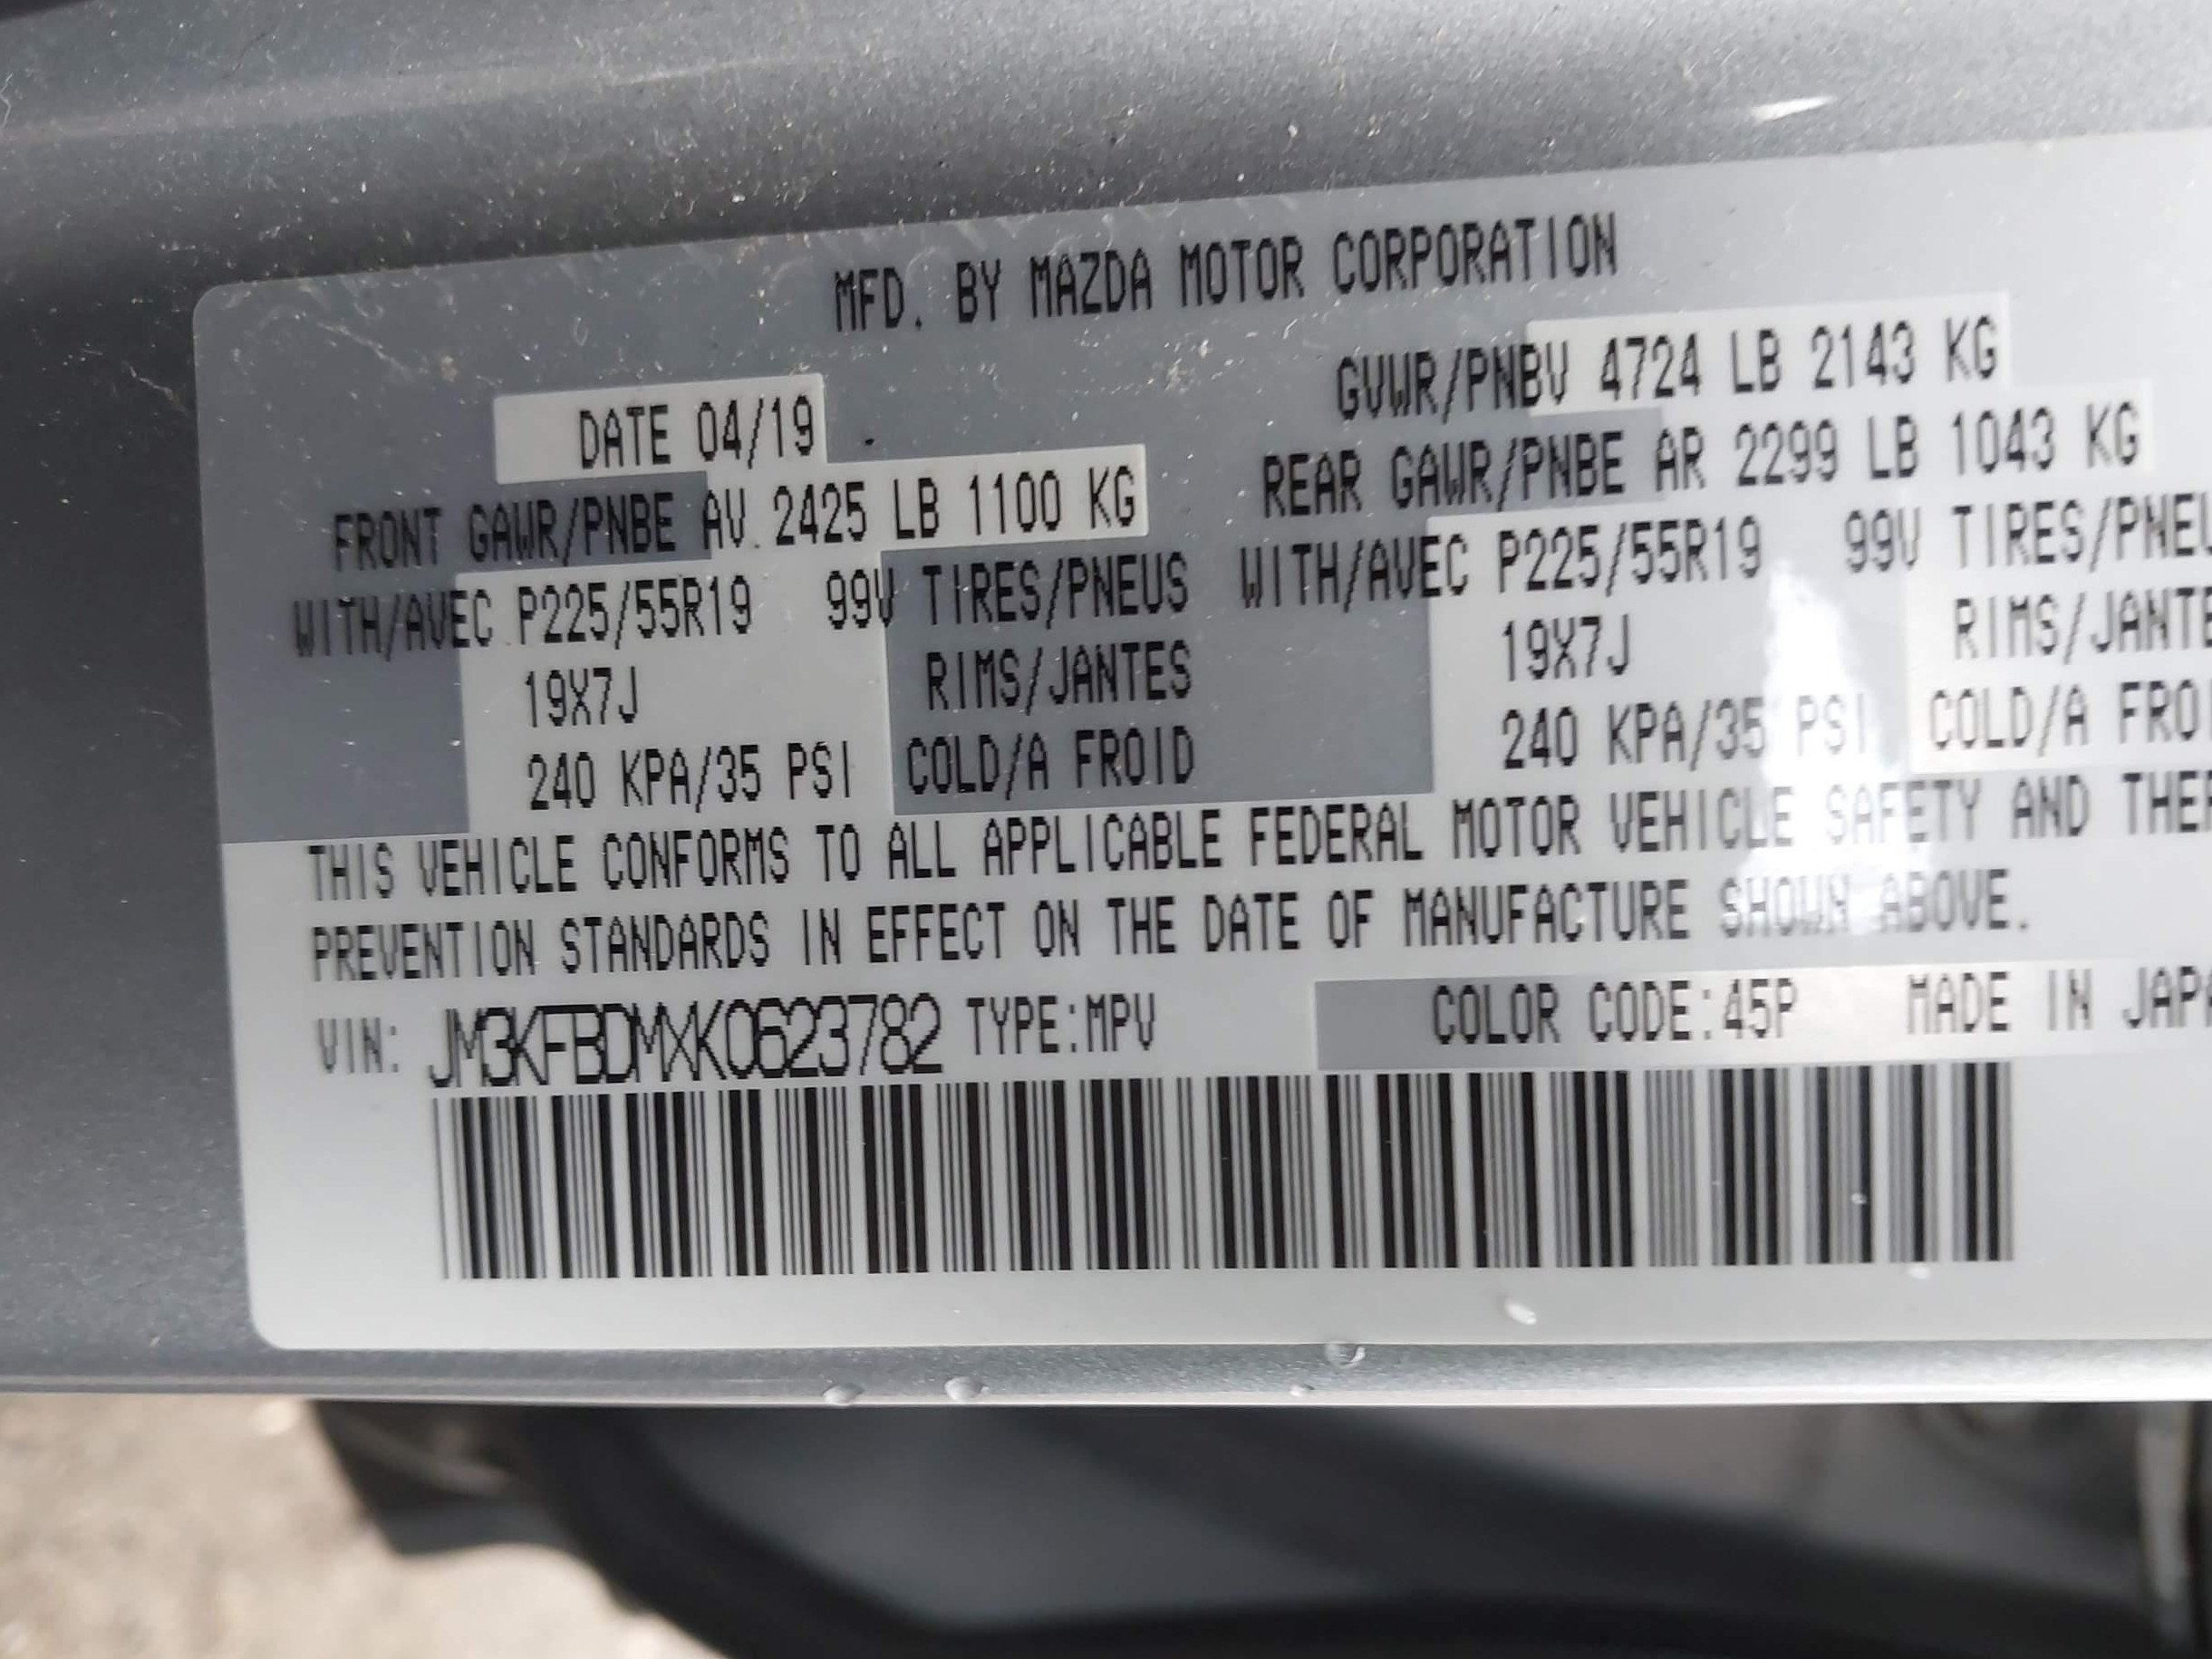 MFD. BY MAZDA MOTOR CORPORATION
DATE 04/19 GVWR/PNBV 4724 LB 2143 KG
FRONT GAWR/PNBE AV 2425 LB 1100 KG REAR GAWR/PNBE AR 2299 LB 1043 KG
WITH/AVEC P225/55R19 99V TIRES/PNEUS WITH/AVEC P225/55R19 99V TIRES/PNEU
19X7J RIMS/JANTES 19X7J RIMS/JANTE
240 KPA/35 PSI COLD/A FROID 240 KPA/35 PSI COLD/A FROI
THIS VEHICLE CONFORMS TO ALL APPLICABLE FEDERAL MOTOR VEHICLE SAFETY AND THEF
PREVENTION STANDARDS IN EFFECT ON THE DATE OF MANUFACTURE SHOWN ABOVE.
VIN: JM3KFBDMXK0623782 TYPE:MPV COLOR CODE:45P MADE IN JAPA